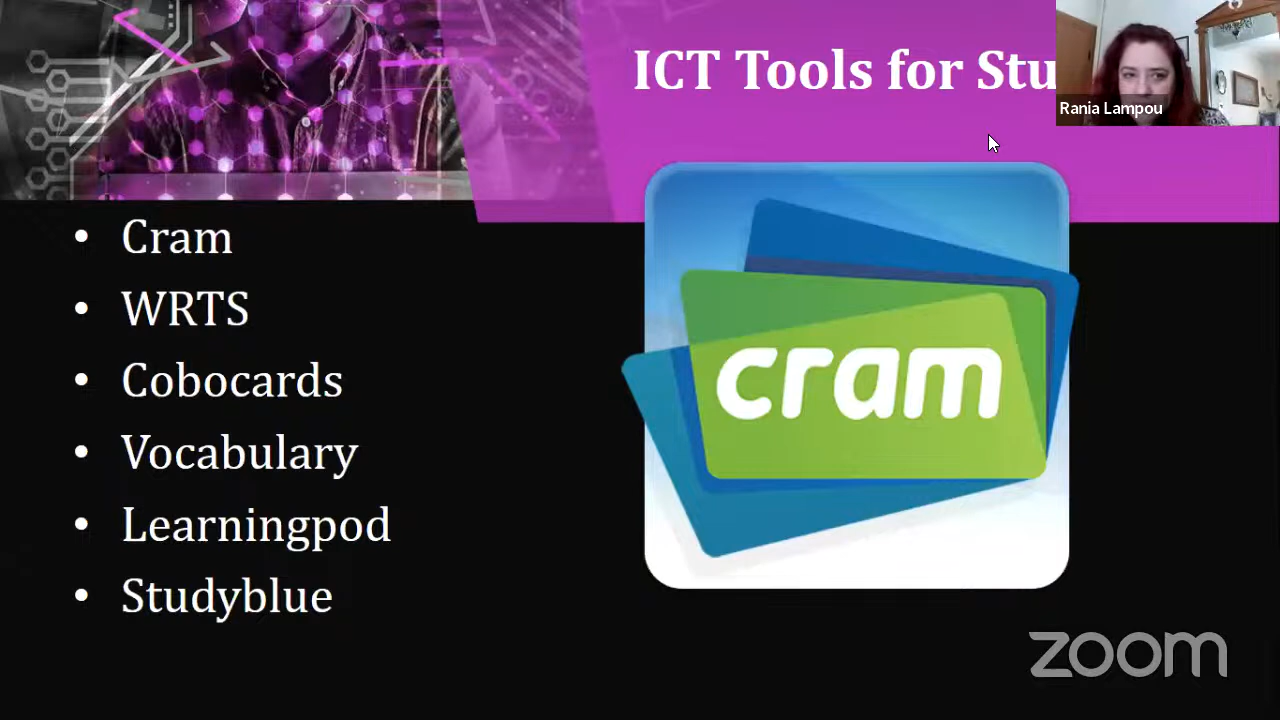 ICT Tools for Stu
Rania Lampou
• Cram
• WRTS
• Cobocards
• Vocabulary
• Learningpod
• Studyblue
cram
zoom